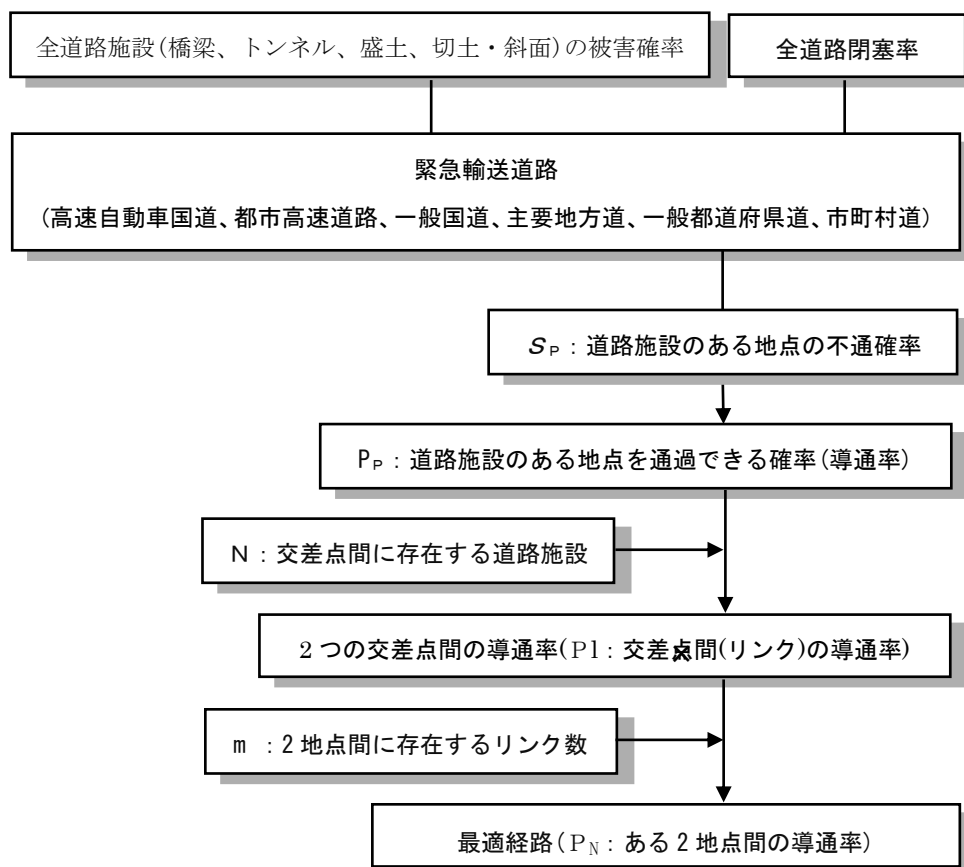 全道路施設(橋梁、トンネル、盛土、切土・斜面)の被害確率
全道路閉塞率
緊急輸送道路
(高速自動車国道、都市高速道路、一般国道、主要地方道、一般都道府県道、市町村道)
SP:道路施設のある地点の不通確率
PP:道路施設のある地点を通過できる確率(導通率)
N:交差点間に存在する道路施設
2つの交差点間の導通率(Pl:交差点間(リンク)の導通率)
m :2地点間に存在するリンク数
最適経路(PN:ある2地点間の導通率)